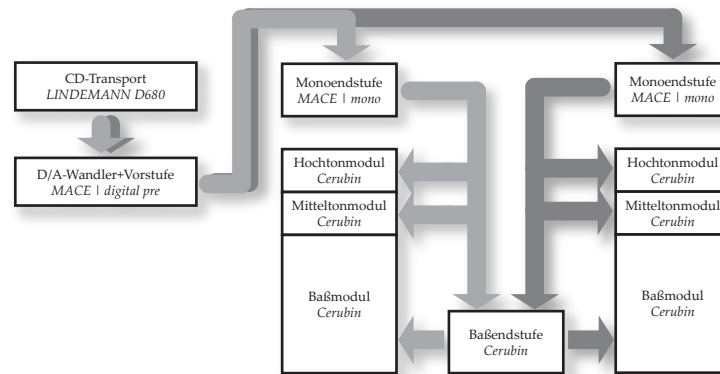 CD-Transport
LINDEMANN D680
D/A-Wandler+Vorstufe
MACE | digital pre
Monoendstufe
MACE | mono
Hochtonmodul
Cerubin
Mitteltonmodul
Cerubin
Baßmodul
Cerubin
Baßendstufe
Cerubin
Monoendstufe
MACE | mono
Hochtonmodul
Cerubin
Mitteltonmodul
Cerubin
Baßmodul
Cerubin